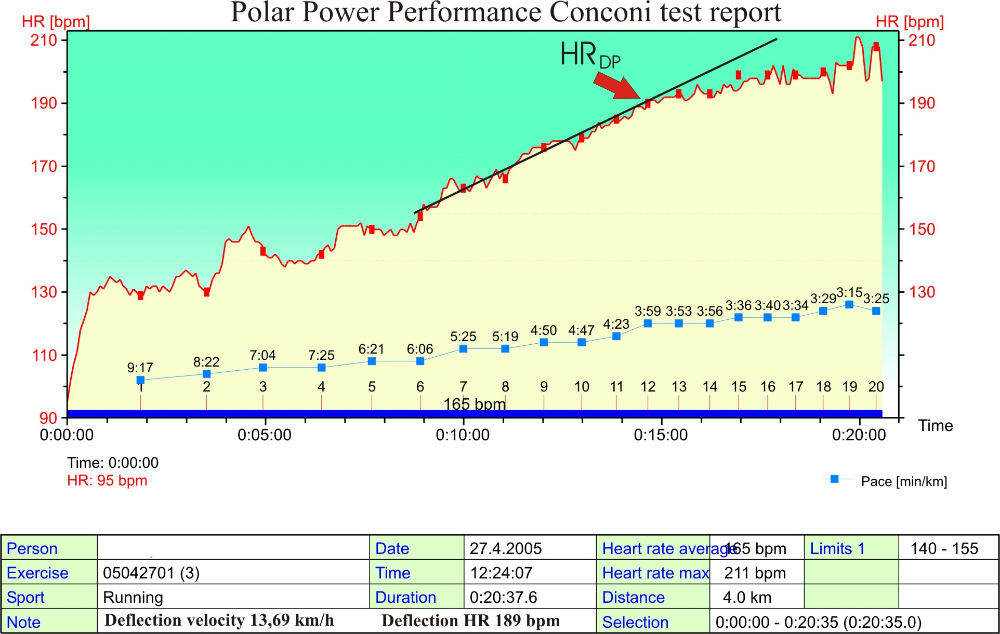 Polar Power Performance Conconi test report
HR [bpm]
HR [bpm]
210
210
HR DP
190
190
170
170
150
150
130
130
3:59 3:53 3:56 3:36 3:40 3:34 3:29 3:15 3:25
5:25 5:19 4:50 4:47 4:23
9:17 8:22 7:04 7:25 6:21 6:06
110
110
1 2 3 4 5 6 7 8 9 10 11 12 13 14 15 16 17 18 19 20
165 bpm
90
Time
0:00:00 0:05:00 0:10:00 0:15:00 0:20:00
Time: 0:00:00
HR: 95 bpm
Pace [min/km]
Person Date 27.4.2005 Heart rate average 165 bpm Limits 1 140 - 155
Exercise 05042701 (3) Time 12:24:07 Heart rate max 211 bpm
Sport Running Duration 0:20:37.6 Distance 4.0 km
Note Deflection velocity 13,69 km/h Deflection HR 189 bpm Selection 0:00:00 - 0:20:35 (0:20:35.0)